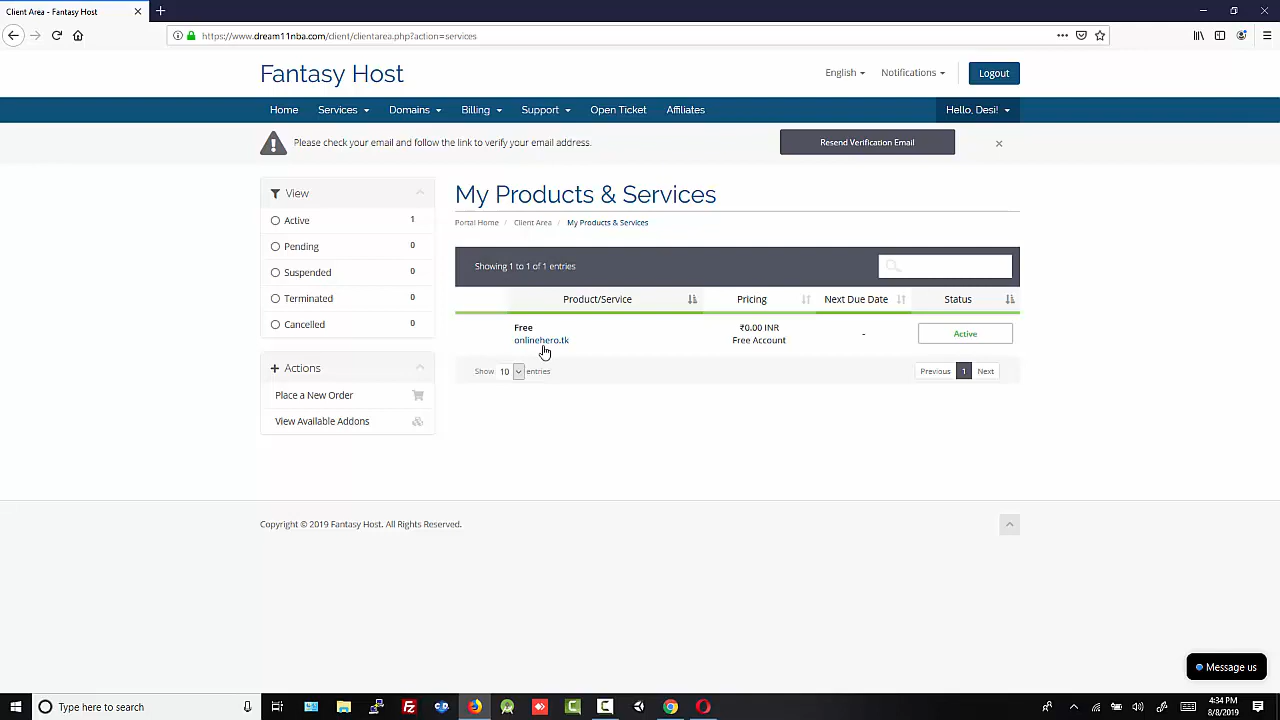 Client Area - Fantasy Host
https://www.dream11nba.com/client/clientarea.php?action=services
Fantasy Host
English
Notifications
Logout
Home
Services
Domains
Billing
Support
Open Ticket
Affiliates
Hello, Desi!
Please check your email and follow the link to verify your email address.
Resend Verification Email
View
Active 1
Pending 0
Suspended 0
Terminated 0
Cancelled 0
Actions
Place a New Order
View Available Addons
My Products & Services
Portal Home / Client Area / My Products & Services
Showing 1 to 1 of 1 entries
Product/Service Pricing Next Due Date Status
Free ₹0.00 INR - Active
onlinehero.tk Free Account
Show 10 entries
Previous 1 Next
Copyright © 2019 Fantasy Host. All Rights Reserved.
Message us
Type here to search
4:34 PM
8/8/2019